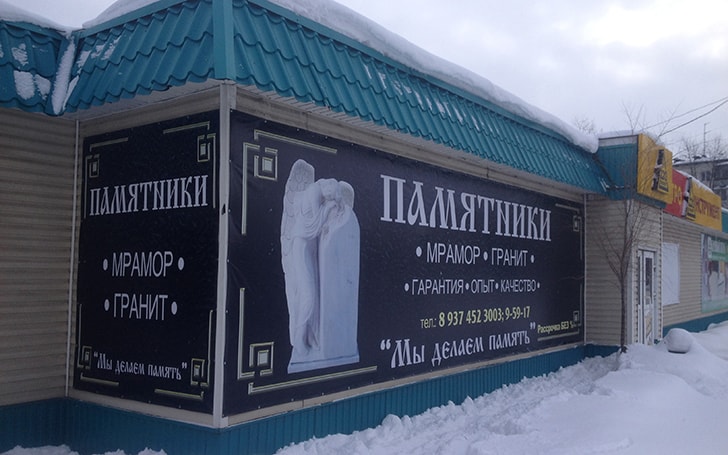 ПАМЯТНИКИ
• МРАМОР •
• ГРАНИТ •
"Мы делаем память"
ПАМЯТНИКИ
• МРАМОР • ГРАНИТ •
• ГАРАНТИЯ • ОПЫТ • КАЧЕСТВО •
тел.: 8 937 452 3003; 9-59-17
Рассрочка БЕЗ %
"Мы делаем память"